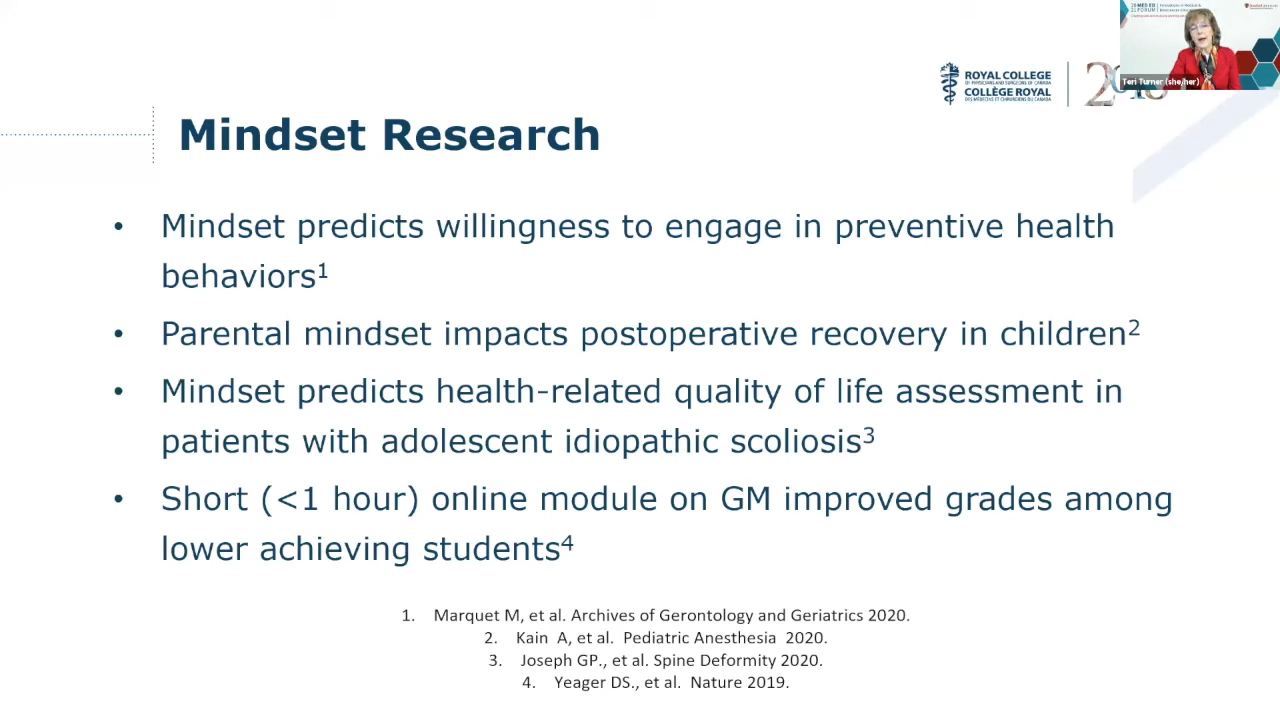 ROYAL COLLEGE
OF PHYSICIANS AND SURGEONS OF CANADA
COLLÈGE ROYAL
DES MÉDECINS ET CHIRURGIENS DU CANADA
Teri Turner (she/her)
Mindset Research
• Mindset predicts willingness to engage in preventive health
behaviors¹
• Parental mindset impacts postoperative recovery in children²
• Mindset predicts health-related quality of life assessment in
patients with adolescent idiopathic scoliosis³
• Short (<1 hour) online module on GM improved grades among
lower achieving students⁴
1. Marquet M, et al. Archives of Gerontology and Geriatrics 2020.
2. Kain A, et al. Pediatric Anesthesia 2020.
3. Joseph GP., et al. Spine Deformity 2020.
4. Yeager DS., et al. Nature 2019.